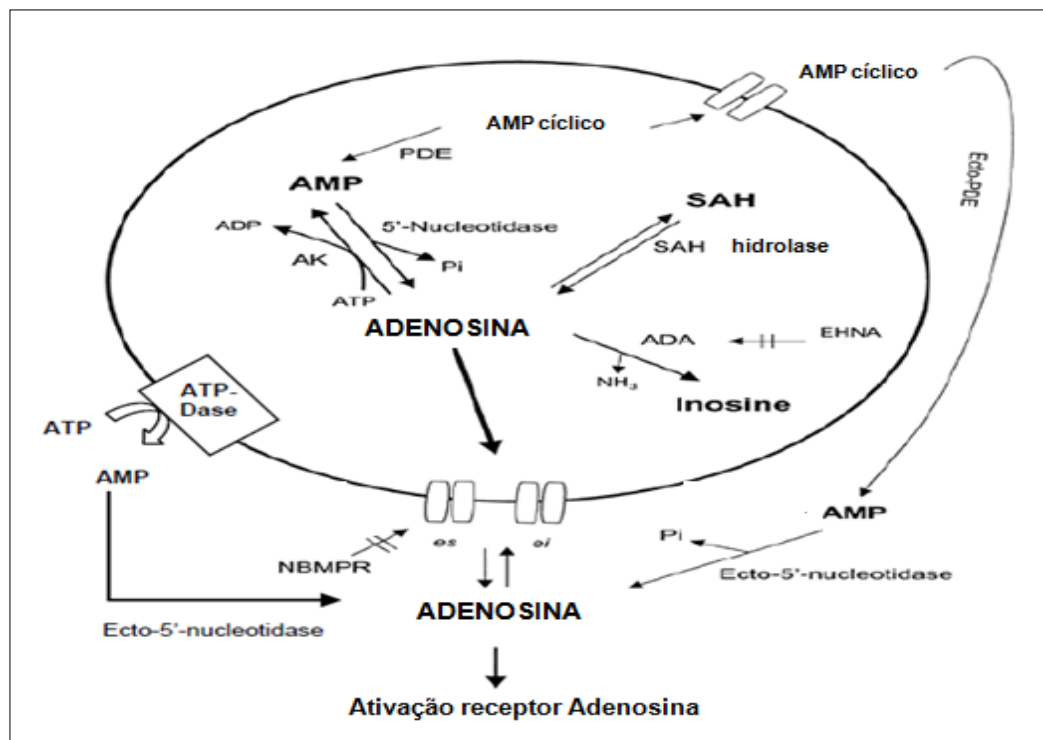 AMP cíclico
AMP cíclico
PDE
Ecto-PDE
AMP
5'-Nucleotidase
SAH
ADP
AK
Pi
SAH hidrolase
ATP
ADENOSINA
ADA
EHNA
NH3
Inosine
ATP-
Dase
ATP
AMP
AMP
es
ei
Pi
NBMPR
Ecto-5'-nucleotidase
ADENOSINA
Ecto-5'-nucleotidase
Ativação receptor Adenosina